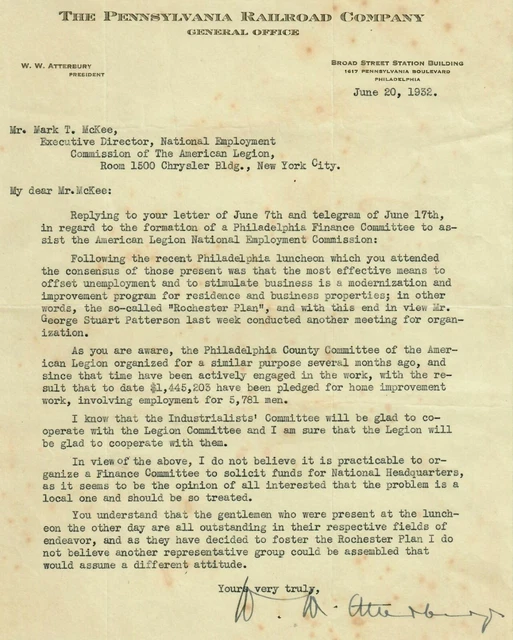 THE PENNSYLVANIA RAILROAD COMPANY
GENERAL OFFICE
W. W. ATTERBURY
PRESIDENT
BROAD STREET STATION BUILDING
1617 PENNSYLVANIA BOULEVARD
PHILADELPHIA
June 20, 1932.
Mr. Mark T. McKee,
Executive Director, National Employment
Commission of The American Legion,
Room 1500 Chrysler Bldg., New York City.
My dear Mr.McKee:
Replying to your letter of June 7th and telegram of June 17th,
in regard to the formation of a Philadelphia Finance Committee to as-
sist the American Legion National Employment Commission:
Following the recent Philadelphia luncheon which you attended
the consensus of those present was that the most effective means to
offset unemployment and to stimulate business is a modernization and
improvement program for residence and business properties; in other
words, the so-called "Rochester Plan", and with this end in view Mr.
George Stuart Patterson last week conducted another meeting for organ-
ization.
As you are aware, the Philadelphia County Committee of the Amer-
ican Legion organized for a similar purpose several months ago, and
since that time have been actively engaged in the work, with the re-
sult that to date $1,445,203 have been pledged for home improvement
work, involving employment for 5,781 men.
I know that the Industrialists' Committee will be glad to co-
operate with the Legion Committee and I am sure that the Legion will
be glad to cooperate with them.
In view of the above, I do not believe it is practicable to or-
ganize a Finance Committee to solicit funds for National Headquarters,
as it seems to be the opinion of all interested that the problem is a
local one and should be so treated.
You understand that the gentlemen who were present at the lunch-
eon the other day are all outstanding in their respective fields of
endeavor, and as they have decided to foster the Rochester Plan I do
not believe another representative group could be assembled that
would assume a different attitude.
Yours very truly,
W. W. Atterbury